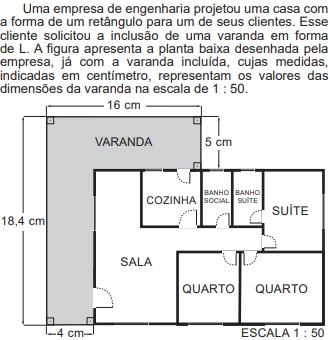 Uma empresa de engenharia projetou uma casa com
a forma de um retângulo para um de seus clientes. Esse
cliente solicitou a inclusão de uma varanda em forma
de L. A figura apresenta a planta baixa desenhada pela
empresa, já com a varanda incluída, cujas medidas,
indicadas em centímetro, representam os valores das
dimensões da varanda na escala de 1 : 50.
16 cm
VARANDA
5 cm
COZINHA
BANHO
SOCIAL
BANHO
SUÍTE
SUÍTE
18,4 cm
SALA
QUARTO
QUARTO
4 cm
ESCALA 1 : 50